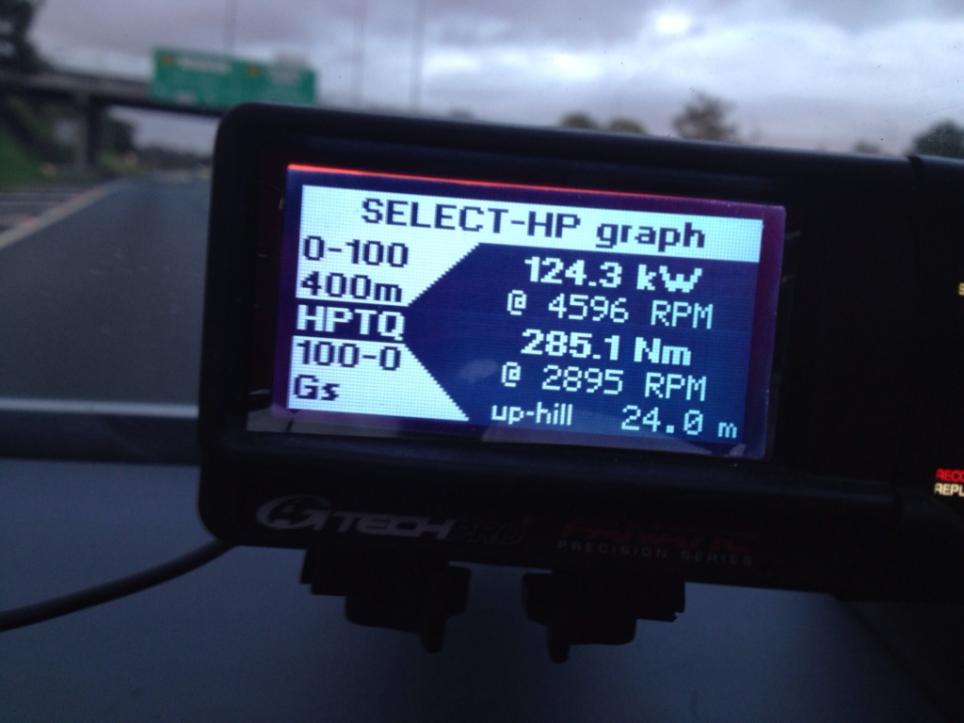 SELECT-HP graph
0-100
400m
HPTQ
100-0
Gs
124.3 kW
@ 4596 RPM
285.1 Nm
@ 2895 RPM
up-hill 24.0 m
GTECH PRO FANATIC
PRECISION SERIES